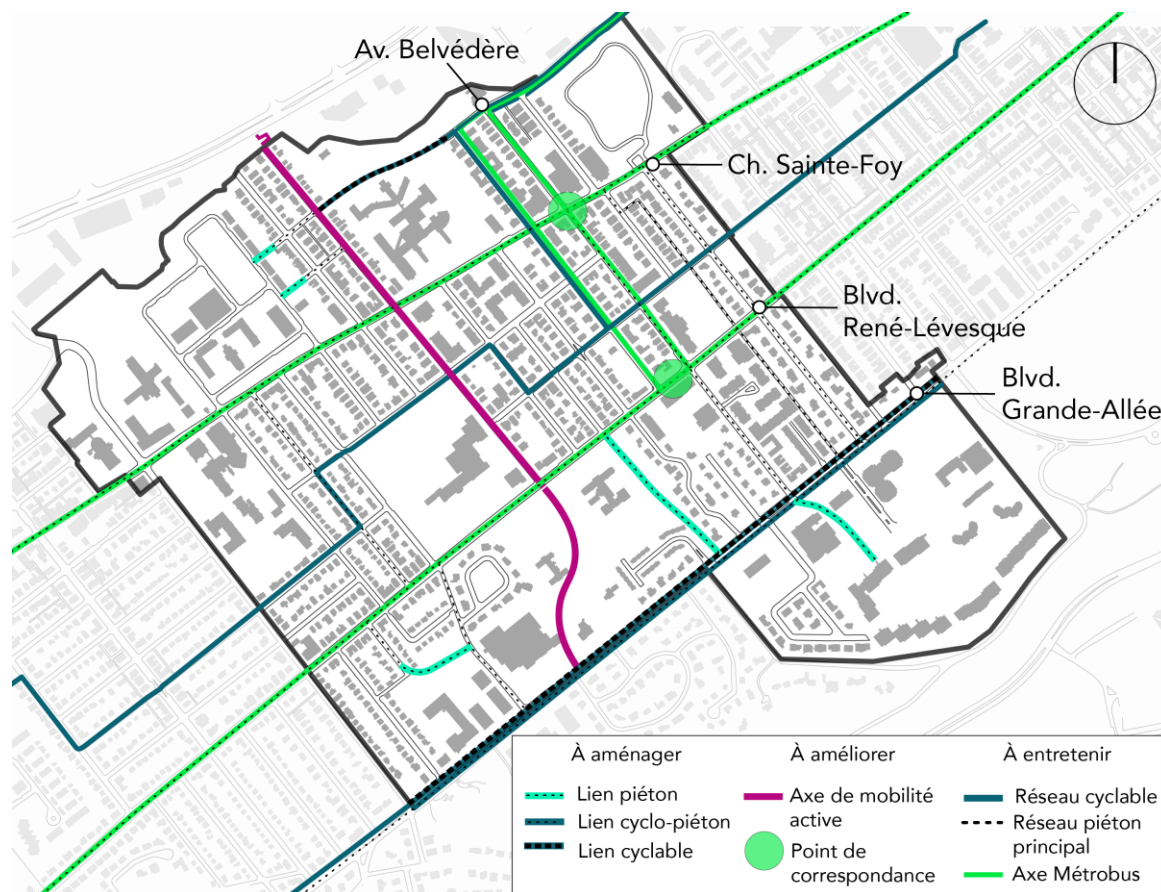 Av. Belvédère
Ch. Sainte-Foy
Blvd.
René-Lévesque
Blvd.
Grande-Allée
À aménager
Lien piéton
Lien cyclo-piéton
Lien cyclable
À améliorer
Axe de mobilité
active
Point de
correspondance
À entretenir
Réseau cyclable
Réseau piéton
principal
Axe Métrobus